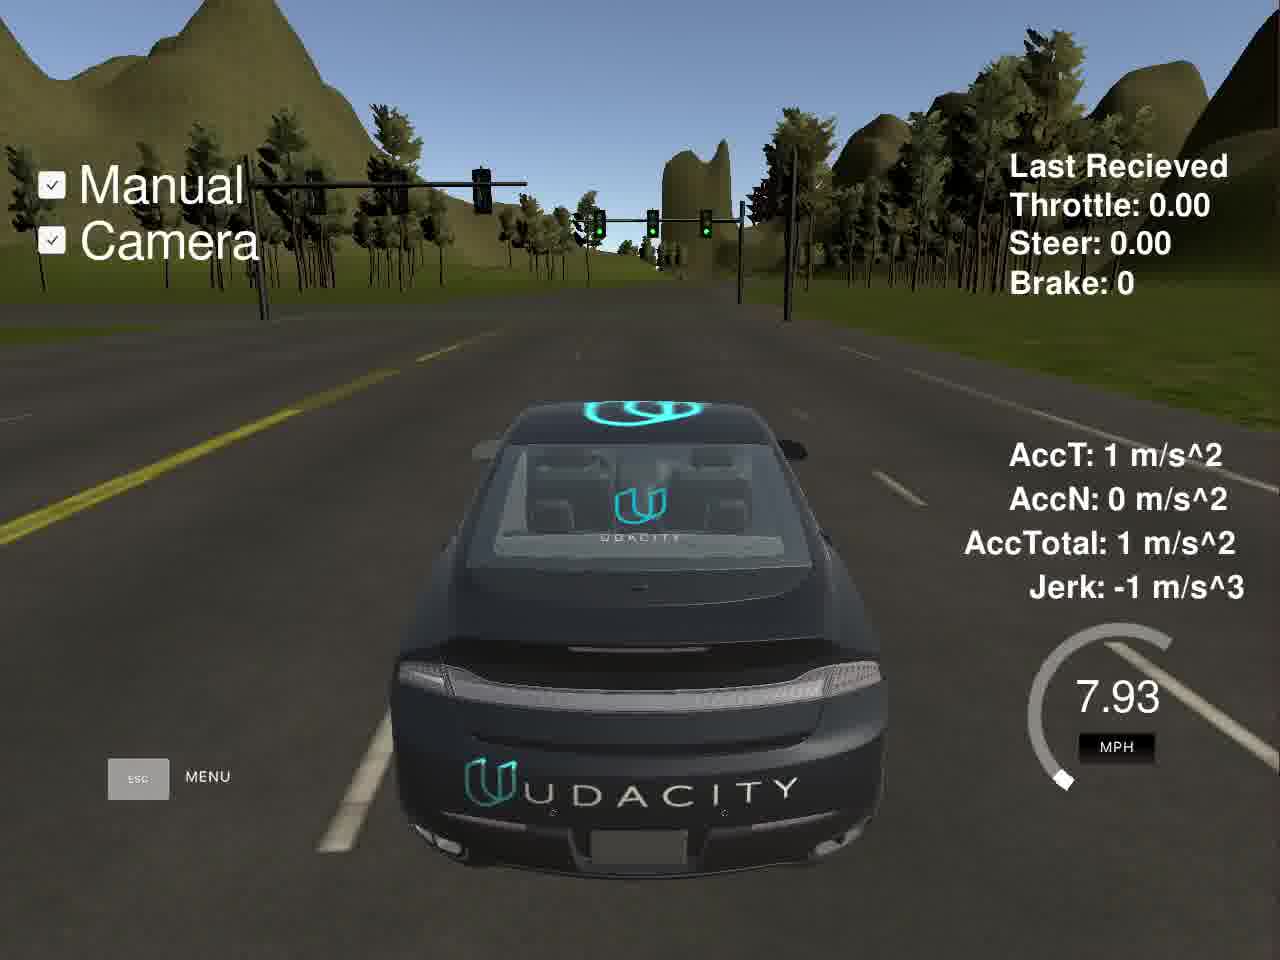 Manual
Camera
Last Recieved
Throttle: 0.00
Steer: 0.00
Brake: 0
AccT: 1 m/s^2
AccN: 0 m/s^2
AccTotal: 1 m/s^2
Jerk: -1 m/s^3
UDACITY
7.93
MPH
ESC
MENU
UDACITY